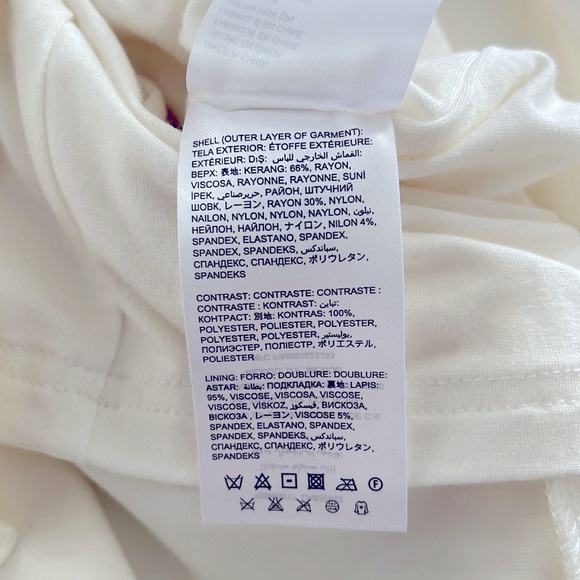 SHELL (OUTER LAYER OF GARMENT):
TELA EXTERIOR: ÉTOFFE EXTÉRIEURE:
EXTÉRIEUR: DIŞ: القماش الخارجي للباس:
ВЕРХ: 表地: KERANG: 66%, RAYON,
VISCOSA, RAYONNE, RAYONNE, SUNİ
İPEK, حريرصناعي, РАЙОН, ШТУЧНИЙ
ШОВК, レーヨン, RAYON 30%, NYLON,
NAILON, NYLON, NYLON, NAYLON, نيلون,
НЕЙЛОН, НАЙЛОН, ナイロン, NILON 4%,
SPANDEX, ELASTANO, SPANDEX,
SPANDEX, SPANDEKS, سباندكس,
СПАНДЕКС, СПАНДЕКС, ポリウレタン,
SPANDEKS
CONTRAST: CONTRASTE: CONTRASTE :
CONTRASTE : KONTRAST: تباين:
КОНТРАСТ: 別地: KONTRAS: 100%,
POLYESTER, POLIESTER, POLYESTER,
POLYESTER, POLYESTER, بوليستير,
ПОЛИЭСТЕР, ПОЛІЕСТР, ポリエステル,
POLIESTER
LINING: FORRO: DOUBLURE: DOUBLURE:
ASTAR: بطانة: ПОДКЛАДКА: 裏地: LAPIS:
95%, VISCOSE, VISCOSA, VISCOSE,
VISCOSE, VİSKOZ, فيسكوز, ВИСКОЗА,
ВІСКОЗА , レーヨン, VISCOSE 5%,
SPANDEX, ELASTANO, SPANDEX,
SPANDEX, SPANDEKS, سباندكس,
СПАНДЕКС, СПАНДЕКС, ポリウレタン,
SPANDEKS